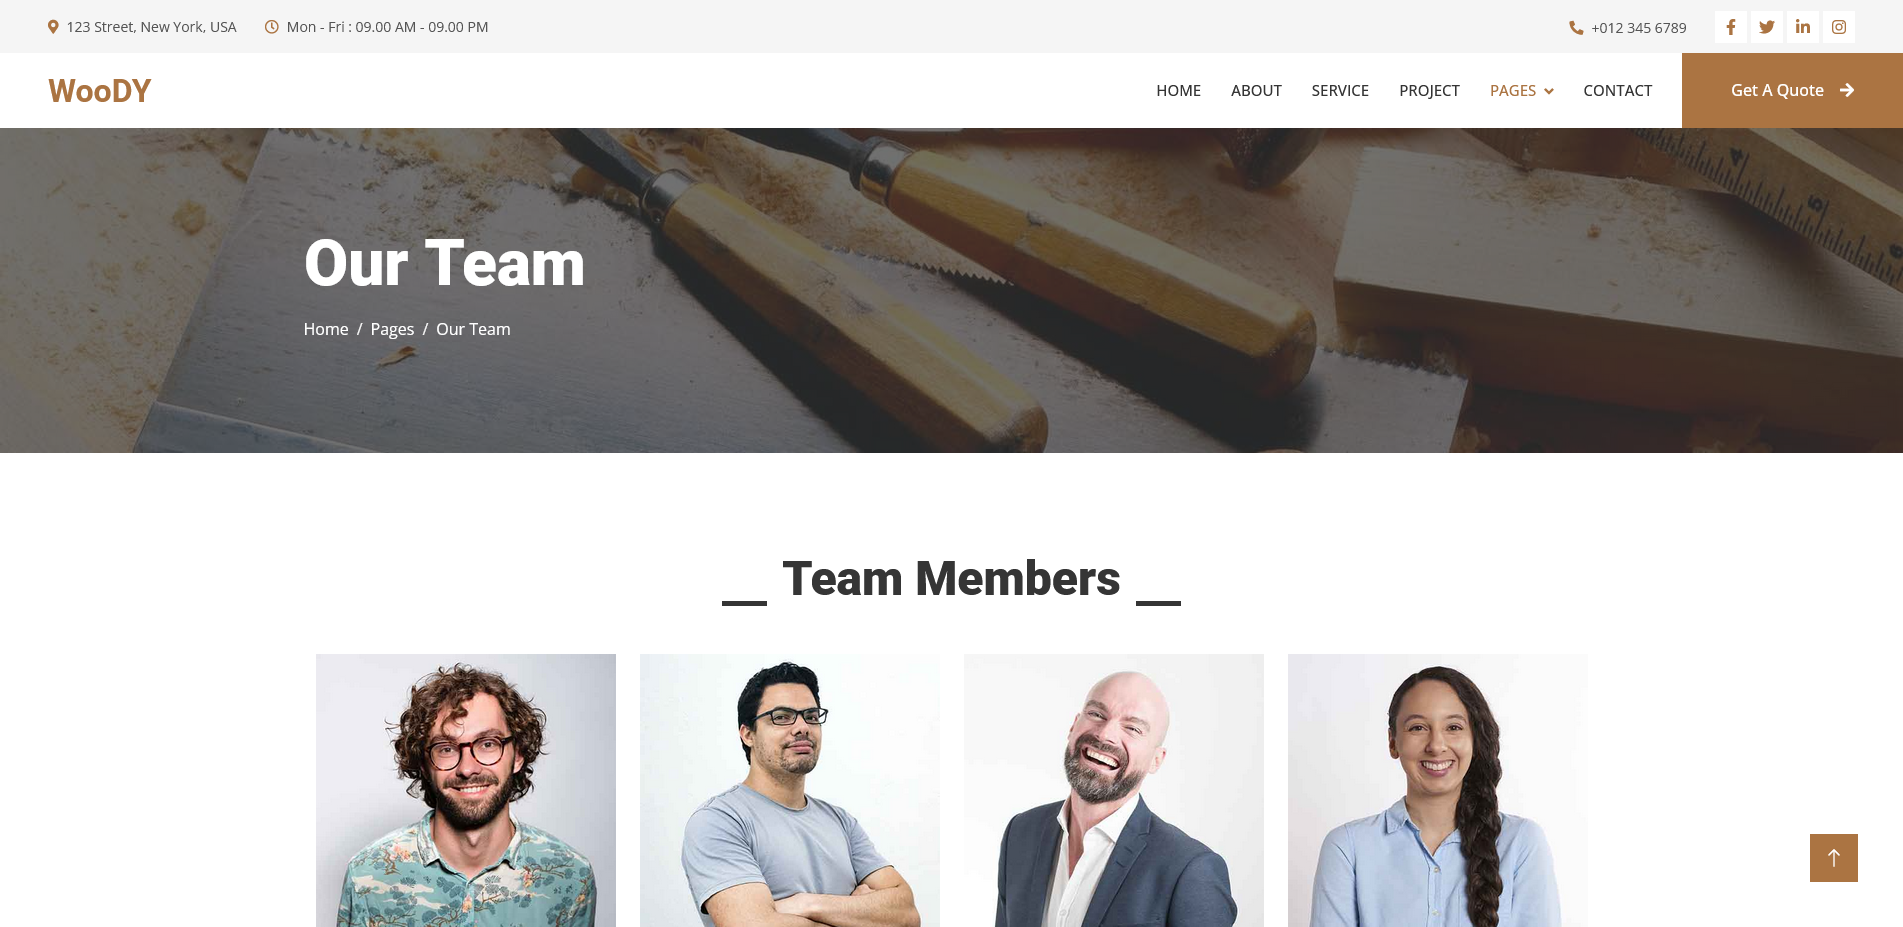 123 Street, New York, USA
Mon - Fri : 09.00 AM - 09.00 PM
+012 345 6789
WooDY
HOME
ABOUT
SERVICE
PROJECT
PAGES
CONTACT
Get A Quote
Our Team
Home / Pages / Our Team
Team Members